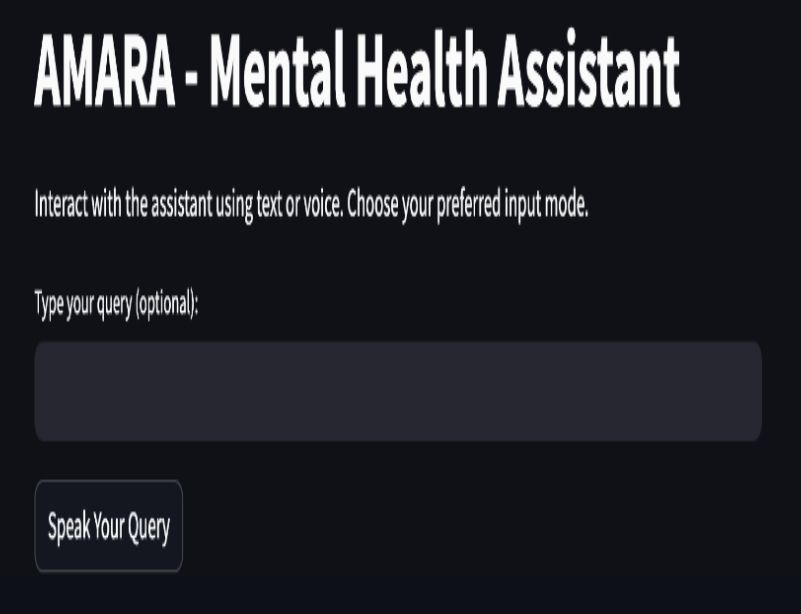 AMARA - Mental Health Assistant
Interact with the assistant using text or voice. Choose your preferred input mode.
Type your query (optional):
Speak Your Query